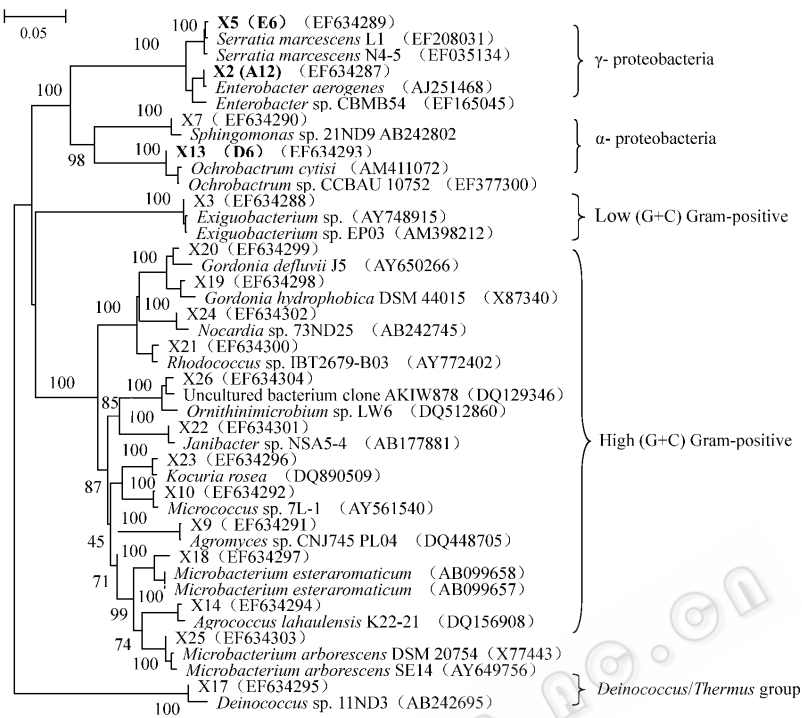 0.05
100 X5 (E6) (EF634289)
Serratia marcescens L1 (EF208031)
100
Serratia marcescens N4-5 (EF035134)
X2 (A12) (EF634287)
γ- proteobacteria
100
Enterobacter aerogenes (AJ251468)
Enterobacter sp. CBMB54 (EF165045)
100
X7 ( EF634290)
Sphingomonas sp. 21ND9 AB242802
α- proteobacteria
98
100 X13 (D6) (EF634293)
Ochrobactrum cytisi (AM411072)
Ochrobactrum sp. CCBAU 10752 (EF377300)
100 X3 (EF634288)
Exiguobacterium sp. (AY748915)
Low (G+C) Gram-positive
Exiguobacterium sp. EP03 (AM398212)
X20 (EF634299)
100
Gordonia defluvii J5 (AY650266)
X19 (EF634298)
100 100
Gordonia hydrophobica DSM 44015 (X87340)
X24 (EF634302)
100
Nocardia sp. 73ND25 (AB242745)
X21 (EF634300)
Rhodococcus sp. IBT2679-B03 (AY772402)
100
X26 (EF634304)
100
Uncultured bacterium clone AKIW878 (DQ129346)
85
Ornithinimicrobium sp. LW6 (DQ512860)
100
X22 (EF634301)
Janibacter sp. NSA5-4 (AB177881)
High (G+C) Gram-positive
100
X23 (EF634296)
Kocuria rosea (DQ890509)
87
100
X10 (EF634292)
Micrococcus sp. 7L-1 (AY561540)
100
X9 ( EF634291)
45
Agromyces sp. CNJ745 PL04 (DQ448705)
100
X18 (EF634297)
71
Microbacterium esteraromaticum (AB099658)
Microbacterium esteraromaticum (AB099657)
100
99
100 X14 (EF634294)
Agrococcus lahaulensis K22-21 (DQ156908)
74
X25 (EF634303)
Microbacterium arborescens DSM 20754 (X77443)
100
Microbacterium arborescens SE14 (AY649756)
X17 (EF634295)
Deinococcus/Thermus group
100
Deinococcus sp. 11ND3 (AB242695)